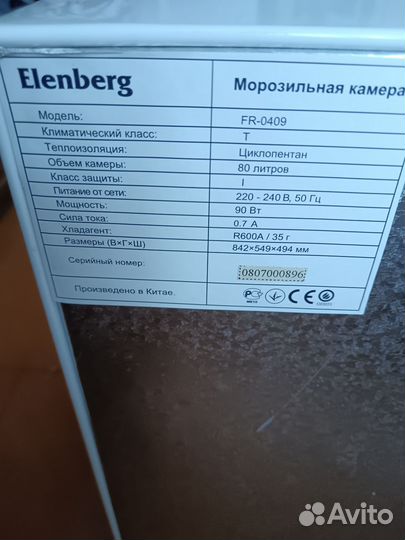 Elenberg Морозильная камера
Модель: FR-0409
Климатический класс: T
Теплоизоляция: Циклопентан
Объем камеры: 80 литров
Класс защиты: I
Питание от сети: 220 - 240 В, 50 Гц
Мощность: 90 Вт
Сила тока: 0.7 А
Хладагент: R600A / 35 г
Размеры (В×Г×Ш) 842×549×494 мм
Серийный номер: 0807000896
Произведено в Китае.
CE
Avito